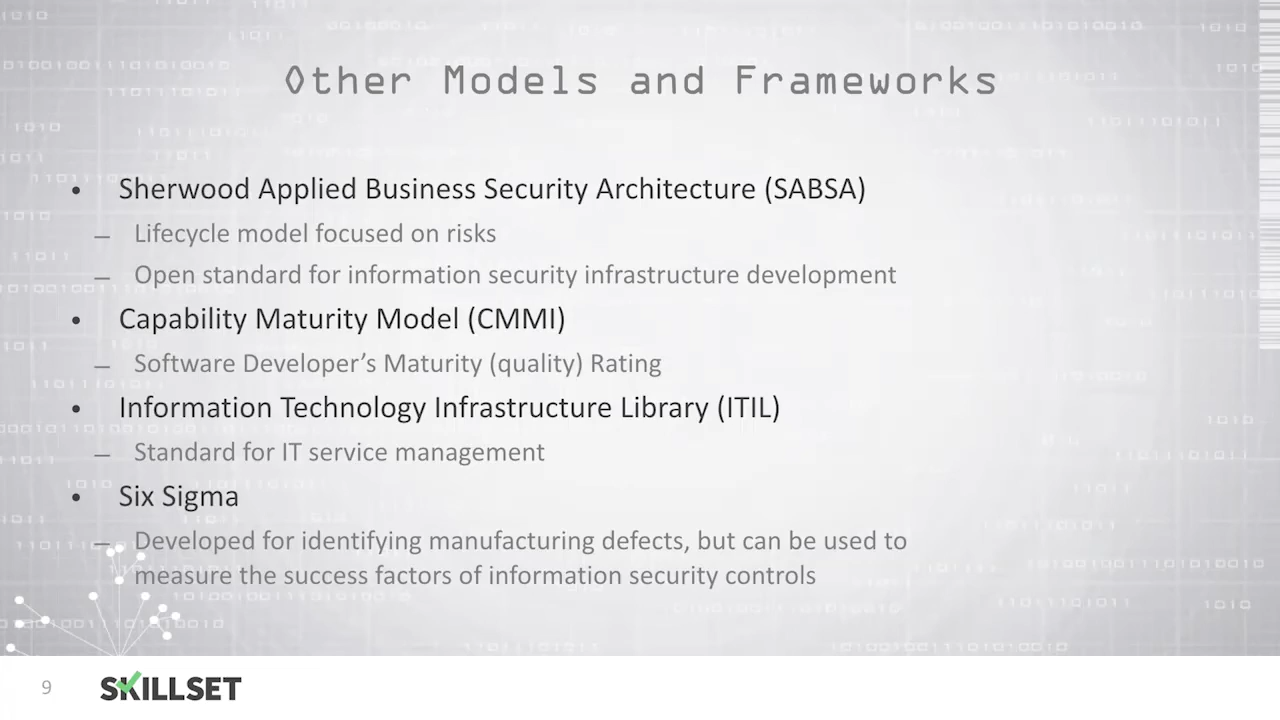 Other Models and Frameworks
• Sherwood Applied Business Security Architecture (SABSA)
– Lifecycle model focused on risks
– Open standard for information security infrastructure development
• Capability Maturity Model (CMMI)
– Software Developer’s Maturity (quality) Rating
• Information Technology Infrastructure Library (ITIL)
– Standard for IT service management
• Six Sigma
– Developed for identifying manufacturing defects, but can be used to
measure the success factors of information security controls
9
SKILLSET